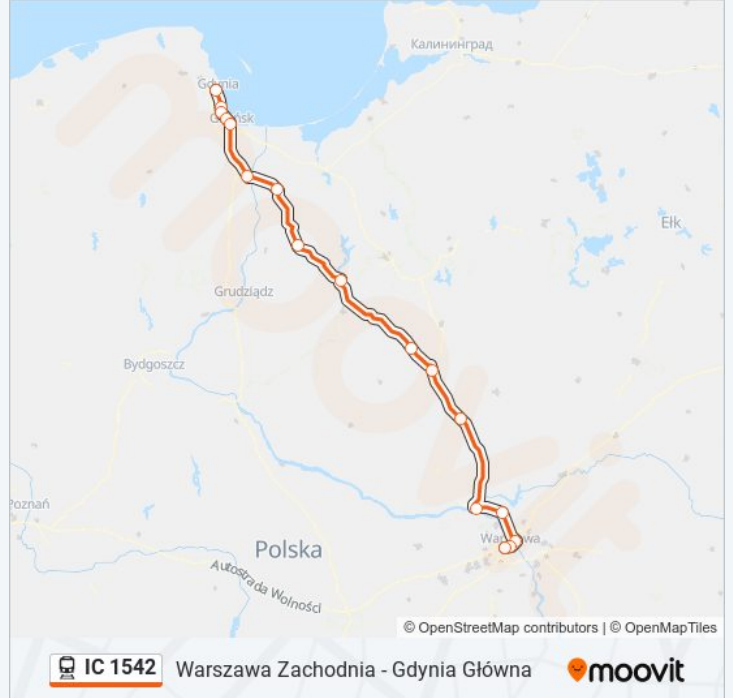 Калининград
Gdynia
Ełk
Grudziądz
Bydgoszcz
Poznań
Polska
Autostrada Wolności
© OpenStreetMap contributors | © OpenMapTiles
IC 1542 Warszawa Zachodnia - Gdynia Główna moovit